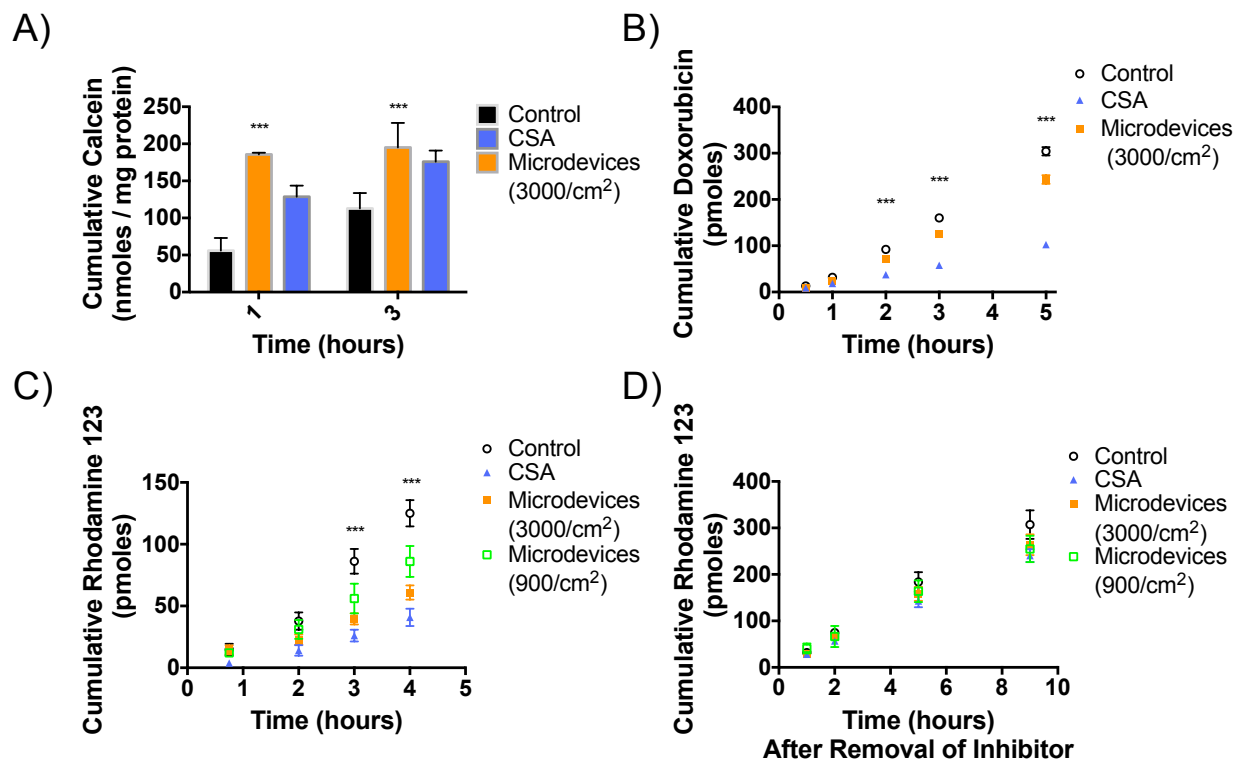 A)
Cumulative Calcein
(nmoles / mg protein)
250
200
150
100
50
0
***
***
1
3
Time (hours)
Control
CSA
Microdevices
(3000/cm²)
B)
Cumulative Doxorubicin
(pmoles)
400
300
200
100
0
***
***
***
0 1 2 3 4 5
Time (hours)
Control
CSA
Microdevices
(3000/cm²)
C)
Cumulative Rhodamine 123
(pmoles)
150
100
50
0
***
***
0 1 2 3 4 5
Time (hours)
Control
CSA
Microdevices
(3000/cm²)
Microdevices
(900/cm²)
D)
Cumulative Rhodamine 123
(pmoles)
400
300
200
100
0
0 2 4 6 8 10
Time (hours)
After Removal of Inhibitor
Control
CSA
Microdevices
(3000/cm²)
Microdevices
(900/cm²)